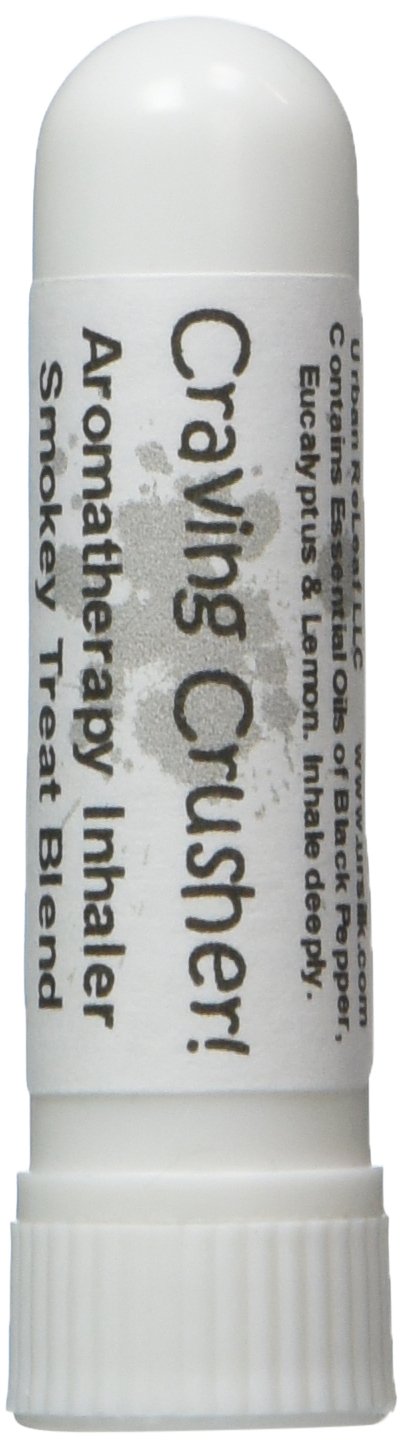 Urban ReLeaf LLC www.urslk.com
Contains Essential Oils of Black Pepper,
Eucalyptus & Lemon. Inhale deeply.
Craving Crusher!
Aromatherapy Inhaler
Smokey Treat Blend